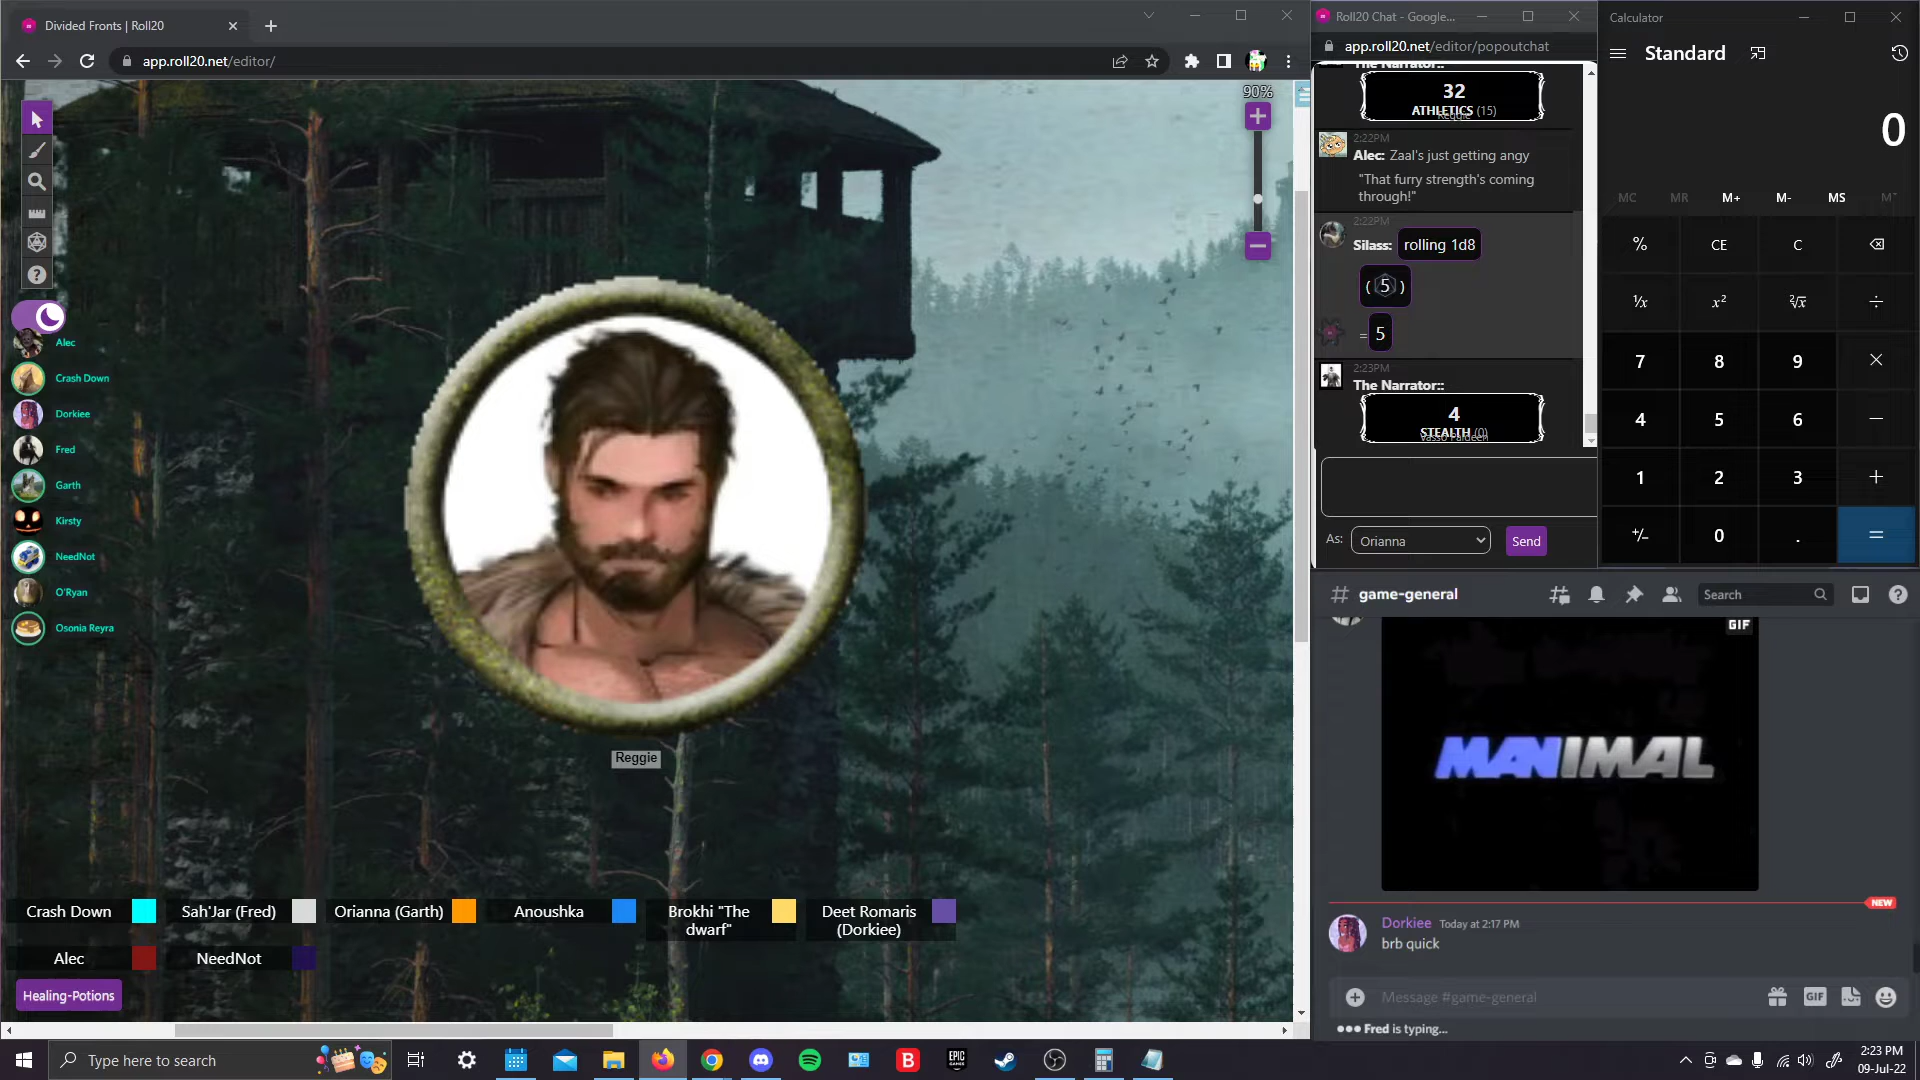 Divided Fronts | Roll20
app.roll20.net/editor/
90%
Alec
Crash Down
Dorkiee
Fred
Garth
Kirsty
NeedNot
O'Ryan
Osonia Reyra
Reggie
Crash Down
Sah'Jar (Fred)
Orianna (Garth)
Anoushka
Brokhi "The
dwarf"
Deet Romaris
(Dorkiee)
Alec
NeedNot
Healing-Potions
Roll20 Chat - Google...
app.roll20.net/editor/popoutchat
The Narrator::
32
ATHLETICS (15)
Reggie
2:22PM
Alec: Zaal's just getting angy
"That furry strength's coming
through!"
2:22PM
Silass: rolling 1d8
( 5 )
= 5
2:23PM
The Narrator::
4
STEALTH (0)
As: Orianna
Send
Calculator
Standard
0
MC MR M+ M- MS M˅
% CE C
¹/x x² ²√x ÷
7 8 9 ×
4 5 6 −
1 2 3 +
+/- 0 . =
# game-general
Search
GIF
MANIMAL
NEW
Dorkiee Today at 2:17 PM
brb quick
Message #game-general
GIF
Fred is typing...
Type here to search
EPIC
GAMES
2:23 PM
09-Jul-22